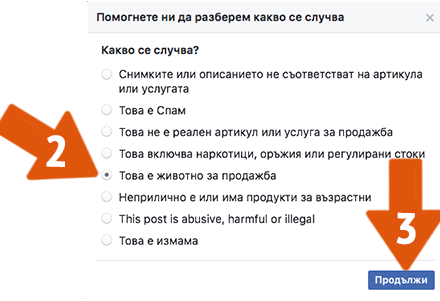 Помогнете ни да разберем какво се случва
Какво се случва?
Снимките или описанието не съответстват на артикула
или услугата
Това е Спам
Това не е реален артикул или услуга за продажба
Това включва наркотици, оръжия или регулирани стоки
2
Това е животно за продажба
Неприлично е или има продукти за възрастни
This post is abusive, harmful or illegal
3
Това е измама
Продължи